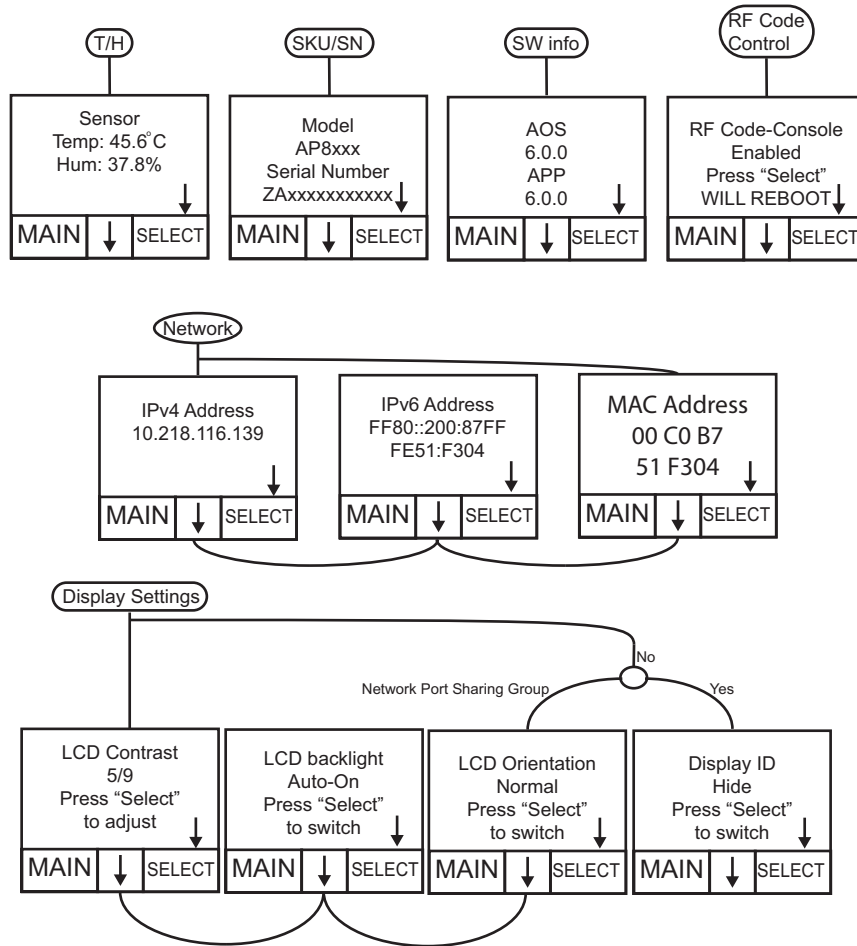 T/H
SKU/SN
SW info
RF Code
Control
Sensor
Temp: 45.6°C
Hum: 37.8%
MAIN ↓ SELECT
Model
AP8xxx
Serial Number
ZAxxxxxxxxxxx
MAIN ↓ SELECT
AOS
6.0.0
APP
6.0.0
MAIN ↓ SELECT
RF Code-Console
Enabled
Press “Select”
WILL REBOOT
MAIN ↓ SELECT
Network
IPv4 Address
10.218.116.139
MAIN ↓ SELECT
IPv6 Address
FF80::200:87FF
FE51:F304
MAIN ↓ SELECT
MAC Address
00 C0 B7
51 F304
MAIN ↓ SELECT
Display Settings
No
Network Port Sharing Group
Yes
LCD Contrast
5/9
Press “Select”
to adjust
MAIN ↓ SELECT
LCD backlight
Auto-On
Press “Select”
to switch
MAIN ↓ SELECT
LCD Orientation
Normal
Press “Select”
to switch
MAIN ↓ SELECT
Display ID
Hide
Press “Select”
to switch
MAIN ↓ SELECT